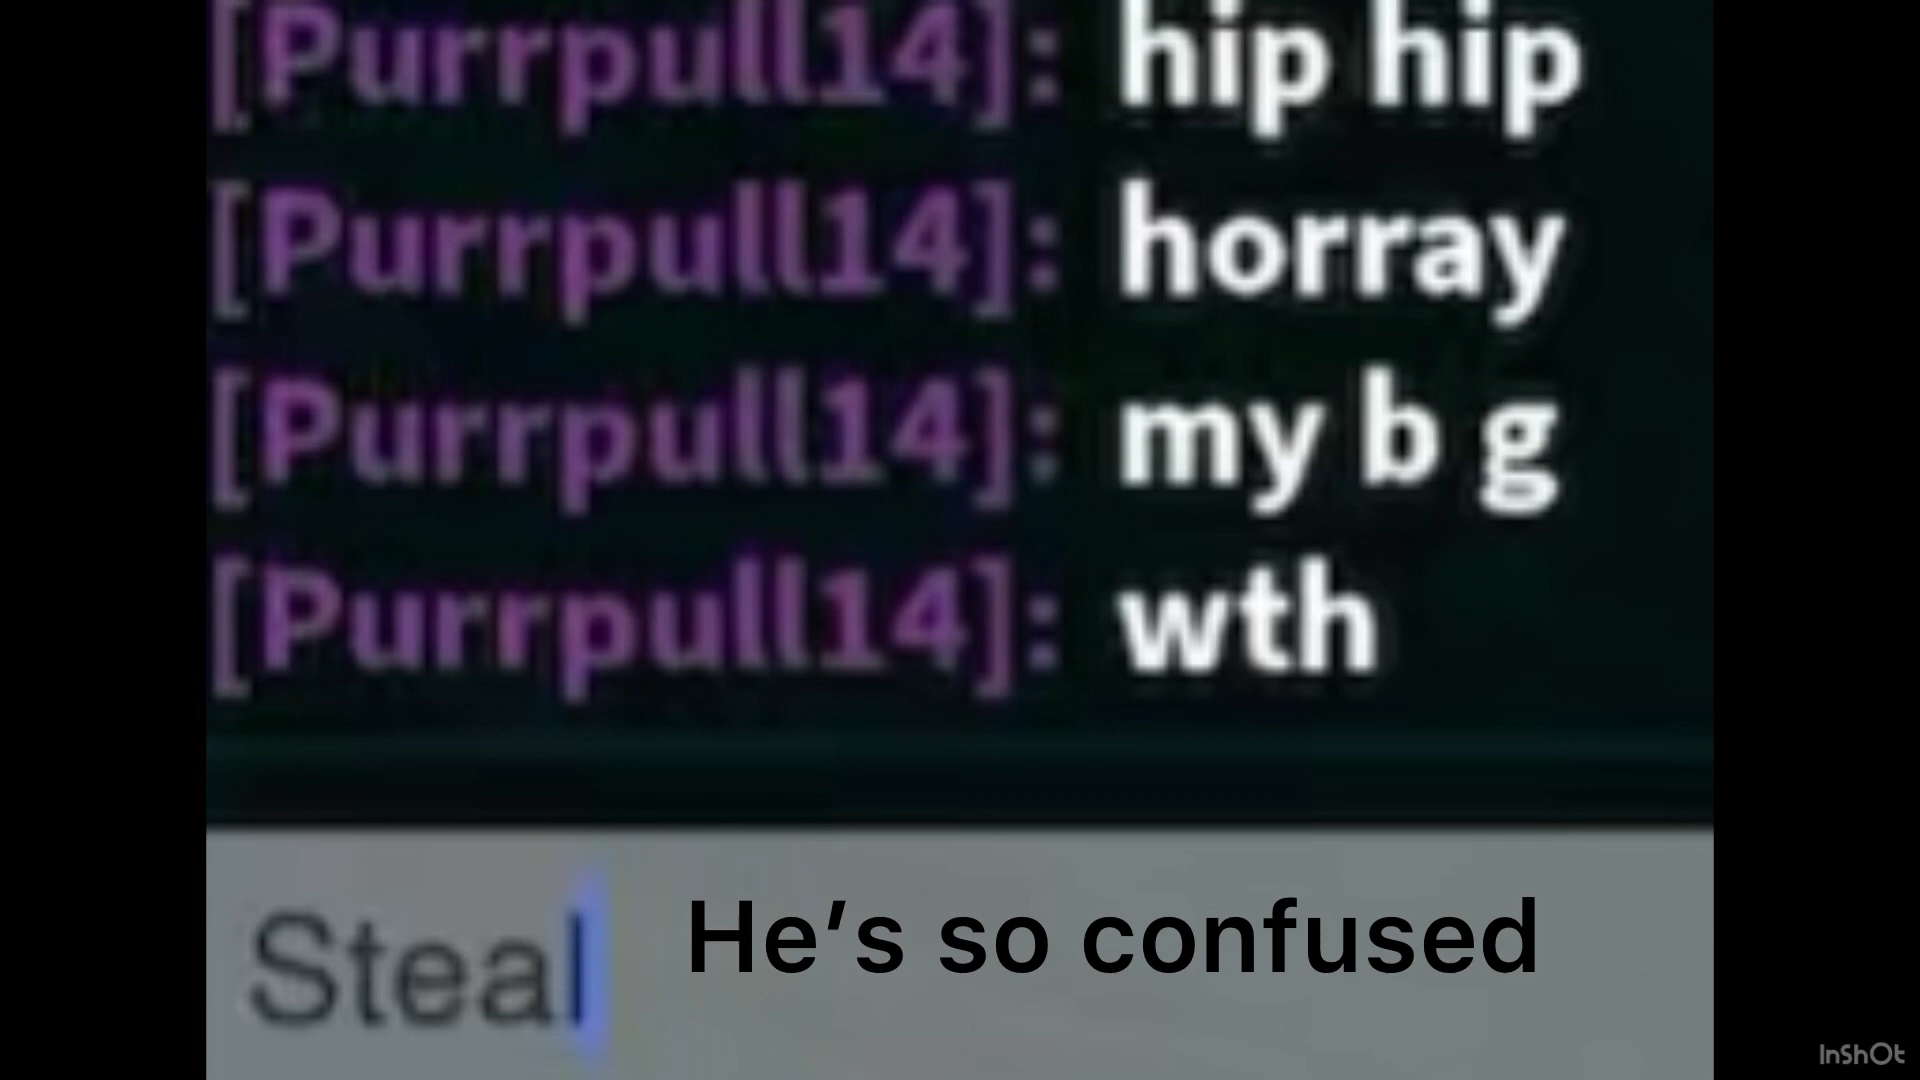 [Purrpull14]: hip hip
[Purrpull14]: horray
[Purrpull14]: my b g
[Purrpull14]: wth
Steal He's so confused
InShOt